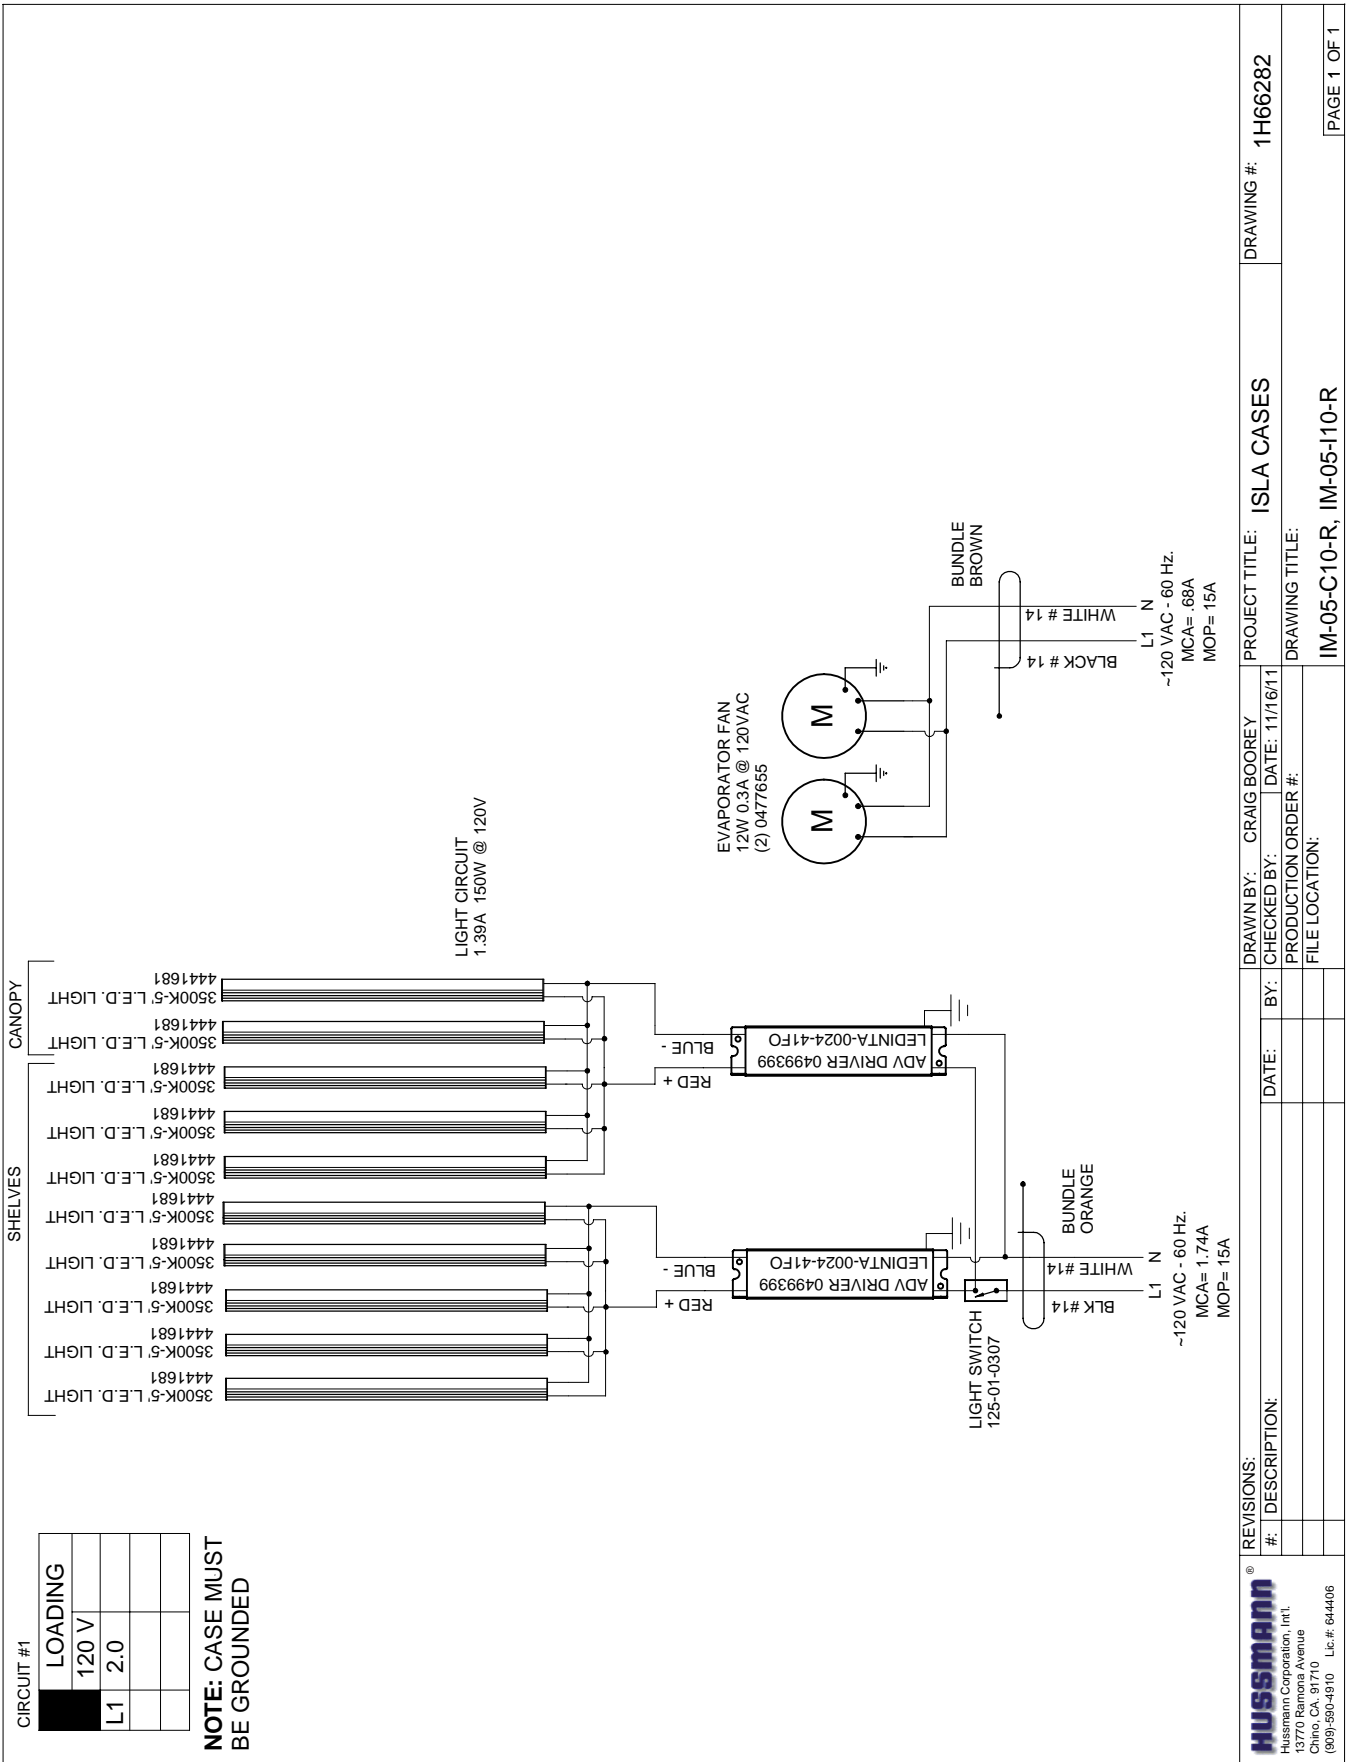 CIRCUIT #1
LOADING
120 V
L1 2.0
NOTE: CASE MUST
BE GROUNDED
SHELVES
CANOPY
3500K-5' L.E.D. LIGHT
4441681
3500K-5' L.E.D. LIGHT
4441681
3500K-5' L.E.D. LIGHT
4441681
3500K-5' L.E.D. LIGHT
4441681
3500K-5' L.E.D. LIGHT
4441681
3500K-5' L.E.D. LIGHT
4441681
3500K-5' L.E.D. LIGHT
4441681
3500K-5' L.E.D. LIGHT
4441681
3500K-5' L.E.D. LIGHT
4441681
3500K-5' L.E.D. LIGHT
4441681
LIGHT CIRCUIT
1.39A 150W @ 120V
RED +
BLUE -
RED +
BLUE -
ADV DRIVER 0499399
LEDINTA-0024-41FO
ADV DRIVER 0499399
LEDINTA-0024-41FO
LIGHT SWITCH
125-01-0307
BLK #14
WHITE #14
BUNDLE
ORANGE
L1 N
~120 VAC - 60 Hz.
MCA= 1.74A
MOP= 15A
EVAPORATOR FAN
12W 0.3A @ 120VAC
(2) 0477655
M
M
BUNDLE
BROWN
BLACK # 14
WHITE # 14
L1 N
~120 VAC - 60 Hz.
MCA= .68A
MOP= 15A
HUSSMANN ®
Hussmann Corporation, Int'l.
13770 Ramona Avenue
Chino, CA. 91710
(909)-590-4910 Lic.#: 644406
REVISIONS:
#: DESCRIPTION: DATE: BY:
DRAWN BY: CRAIG BOOREY
CHECKED BY: DATE: 11/16/11
PRODUCTION ORDER #:
FILE LOCATION:
PROJECT TITLE: ISLA CASES
DRAWING #: 1H66282
DRAWING TITLE:
IM-05-C10-R, IM-05-I10-R
PAGE 1 OF 1